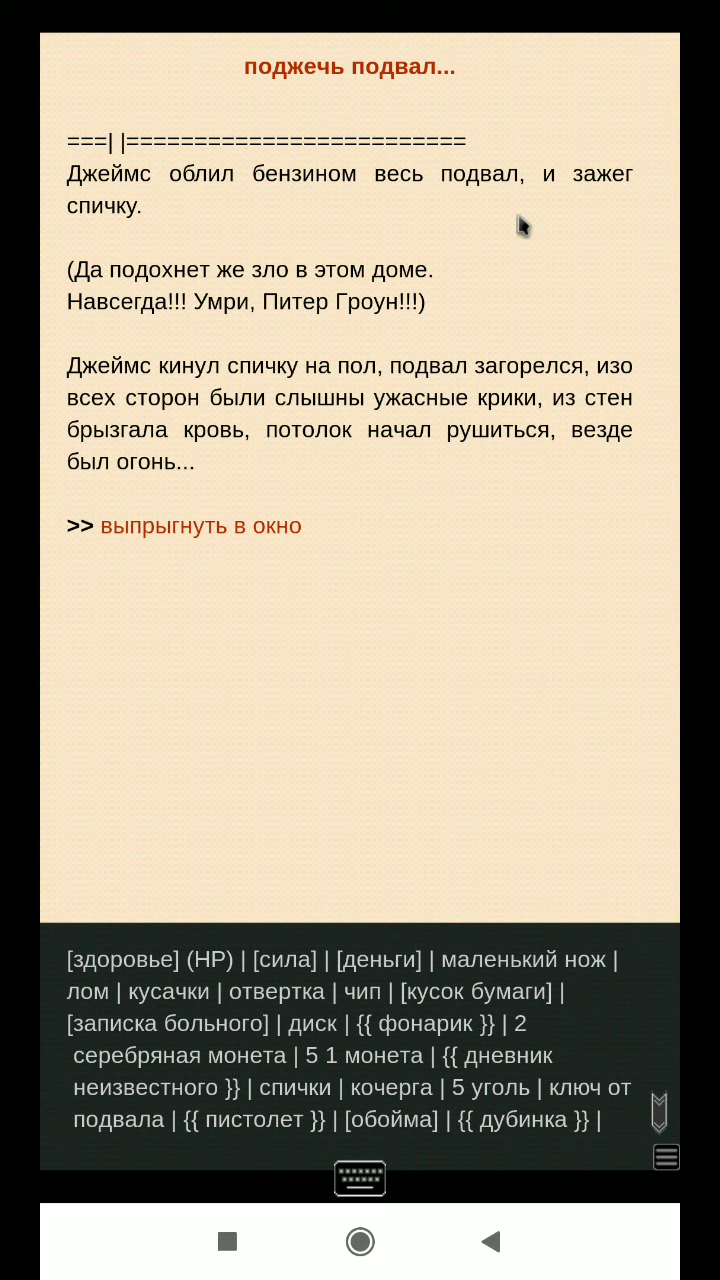 поджечь подвал...
===| |=========================
Джеймс облил бензином весь подвал, и зажег
спичку.
(Да подохнет же зло в этом доме.
Навсегда!!! Умри, Питер Гроун!!!)
Джеймс кинул спичку на пол, подвал загорелся, изо
всех сторон были слышны ужасные крики, из стен
брызгала кровь, потолок начал рушиться, везде
был огонь...
>> выпрыгнуть в окно
[здоровье] (HP) | [сила] | [деньги] | маленький нож |
лом | кусачки | отвертка | чип | [кусок бумаги] |
[записка больного] | диск | {{ фонарик }} | 2
серебряная монета | 5 1 монета | {{ дневник
неизвестного }} | спички | кочерга | 5 уголь | ключ от
подвала | {{ пистолет }} | [обойма] | {{ дубинка }} |